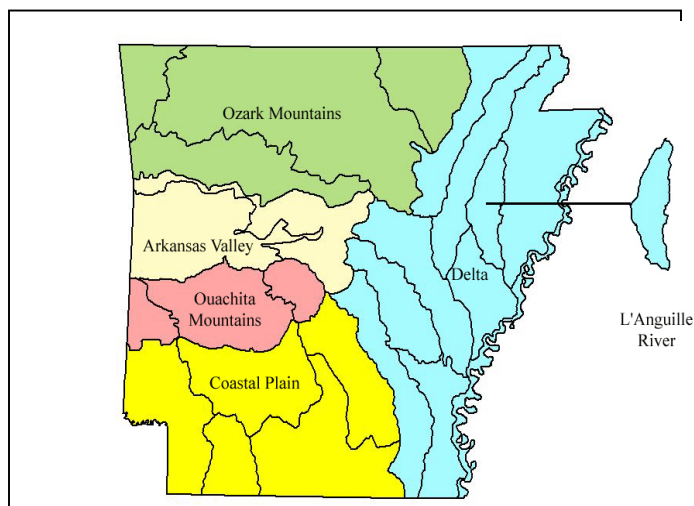 Ozark Mountains
Arkansas Valley
Delta
Ouachita
Mountains
L'Anguille
River
Coastal Plain